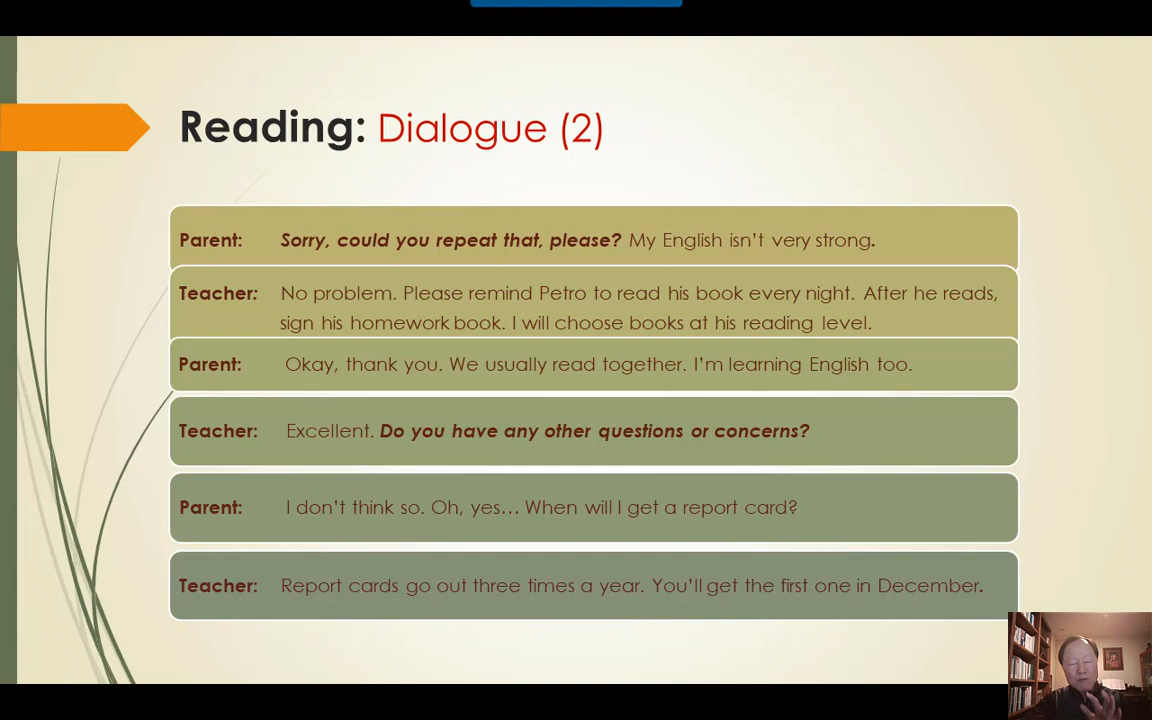 Reading: Dialogue (2)
Parent: Sorry, could you repeat that, please? My English isn't very strong.
Teacher: No problem. Please remind Petro to read his book every night. After he reads,
sign his homework book. I will choose books at his reading level.
Parent: Okay, thank you. We usually read together. I'm learning English too.
Teacher: Excellent. Do you have any other questions or concerns?
Parent: I don't think so. Oh, yes… When will I get a report card?
Teacher: Report cards go out three times a year. You'll get the first one in December.